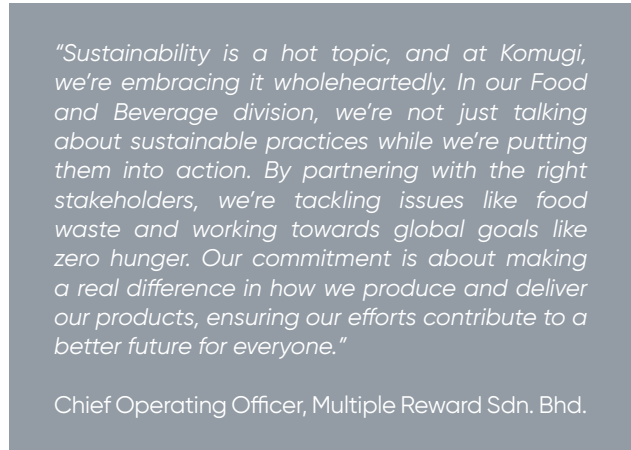 “Sustainability is a hot topic, and at Komugi,
we’re embracing it wholeheartedly. In our Food
and Beverage division, we’re not just talking
about sustainable practices while we’re putting
them into action. By partnering with the right
stakeholders, we’re tackling issues like food
waste and working towards global goals like
zero hunger. Our commitment is about making
a real difference in how we produce and deliver
our products, ensuring our efforts contribute to a
better future for everyone.”
Chief Operating Officer, Multiple Reward Sdn. Bhd.